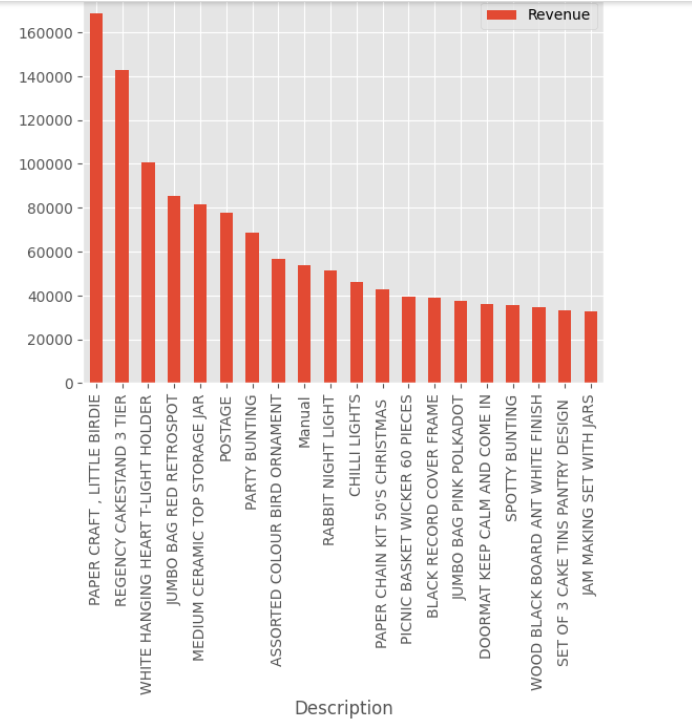 Revenue
160000
140000
120000
100000
80000
60000
40000
20000
0
PAPER CRAFT , LITTLE BIRDIE
REGENCY CAKESTAND 3 TIER
WHITE HANGING HEART T-LIGHT HOLDER
JUMBO BAG RED RETROSPOT
MEDIUM CERAMIC TOP STORAGE JAR
POSTAGE
PARTY BUNTING
ASSORTED COLOUR BIRD ORNAMENT
Manual
RABBIT NIGHT LIGHT
CHILLI LIGHTS
PAPER CHAIN KIT 50'S CHRISTMAS
PICNIC BASKET WICKER 60 PIECES
BLACK RECORD COVER FRAME
JUMBO BAG PINK POLKADOT
DOORMAT KEEP CALM AND COME IN
SPOTTY BUNTING
WOOD BLACK BOARD ANT WHITE FINISH
SET OF 3 CAKE TINS PANTRY DESIGN
JAM MAKING SET WITH JARS
Description